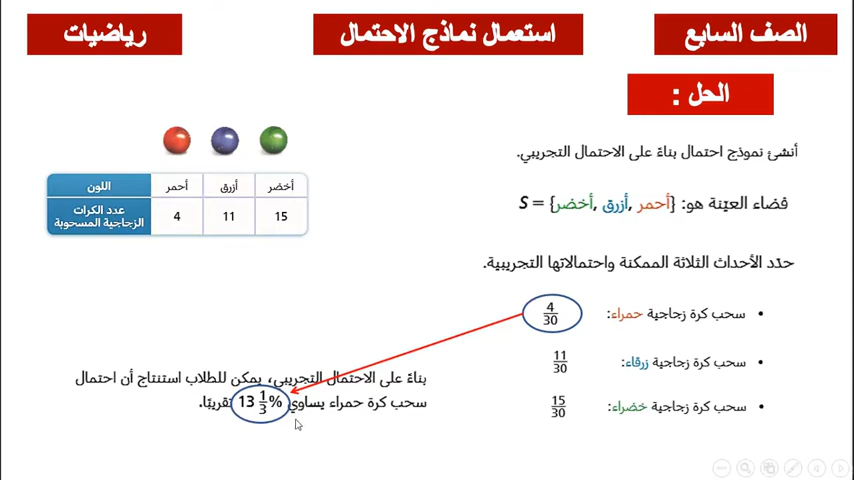 الصف السابع
استعمال نماذج الاحتمال
رياضيات
الحل :
أنشئ نموذج احتمال بناءً على الاحتمال التجريبي.
فضاء العيّنة هو: S = {أحمر, أزرق, أخضر}
حدّد الأحداث الثلاثة الممكنة واحتمالاتها التجريبية.
• سحب كرة زجاجية حمراء: 4/30
• سحب كرة زجاجية زرقاء: 11/30
• سحب كرة زجاجية خضراء: 15/30
اللون أحمر أزرق أخضر
عدد الكرات
الزجاجية المسحوبة 4 11 15
بناءً على الاحتمال التجريبي، يمكن للطلاب استنتاج أن احتمال
سحب كرة حمراء يساوي 13 1/3% تقريبًا.